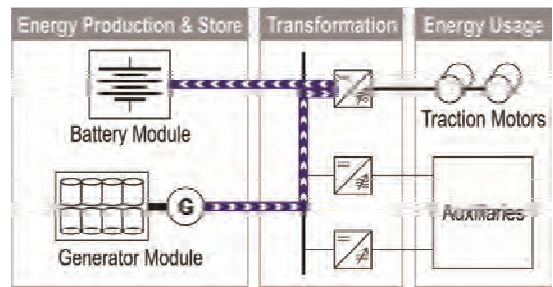 Energy Production & Store
Transformation
Energy Usage
Battery Module
Traction Motors
G
Generator Module
Auxiliaries